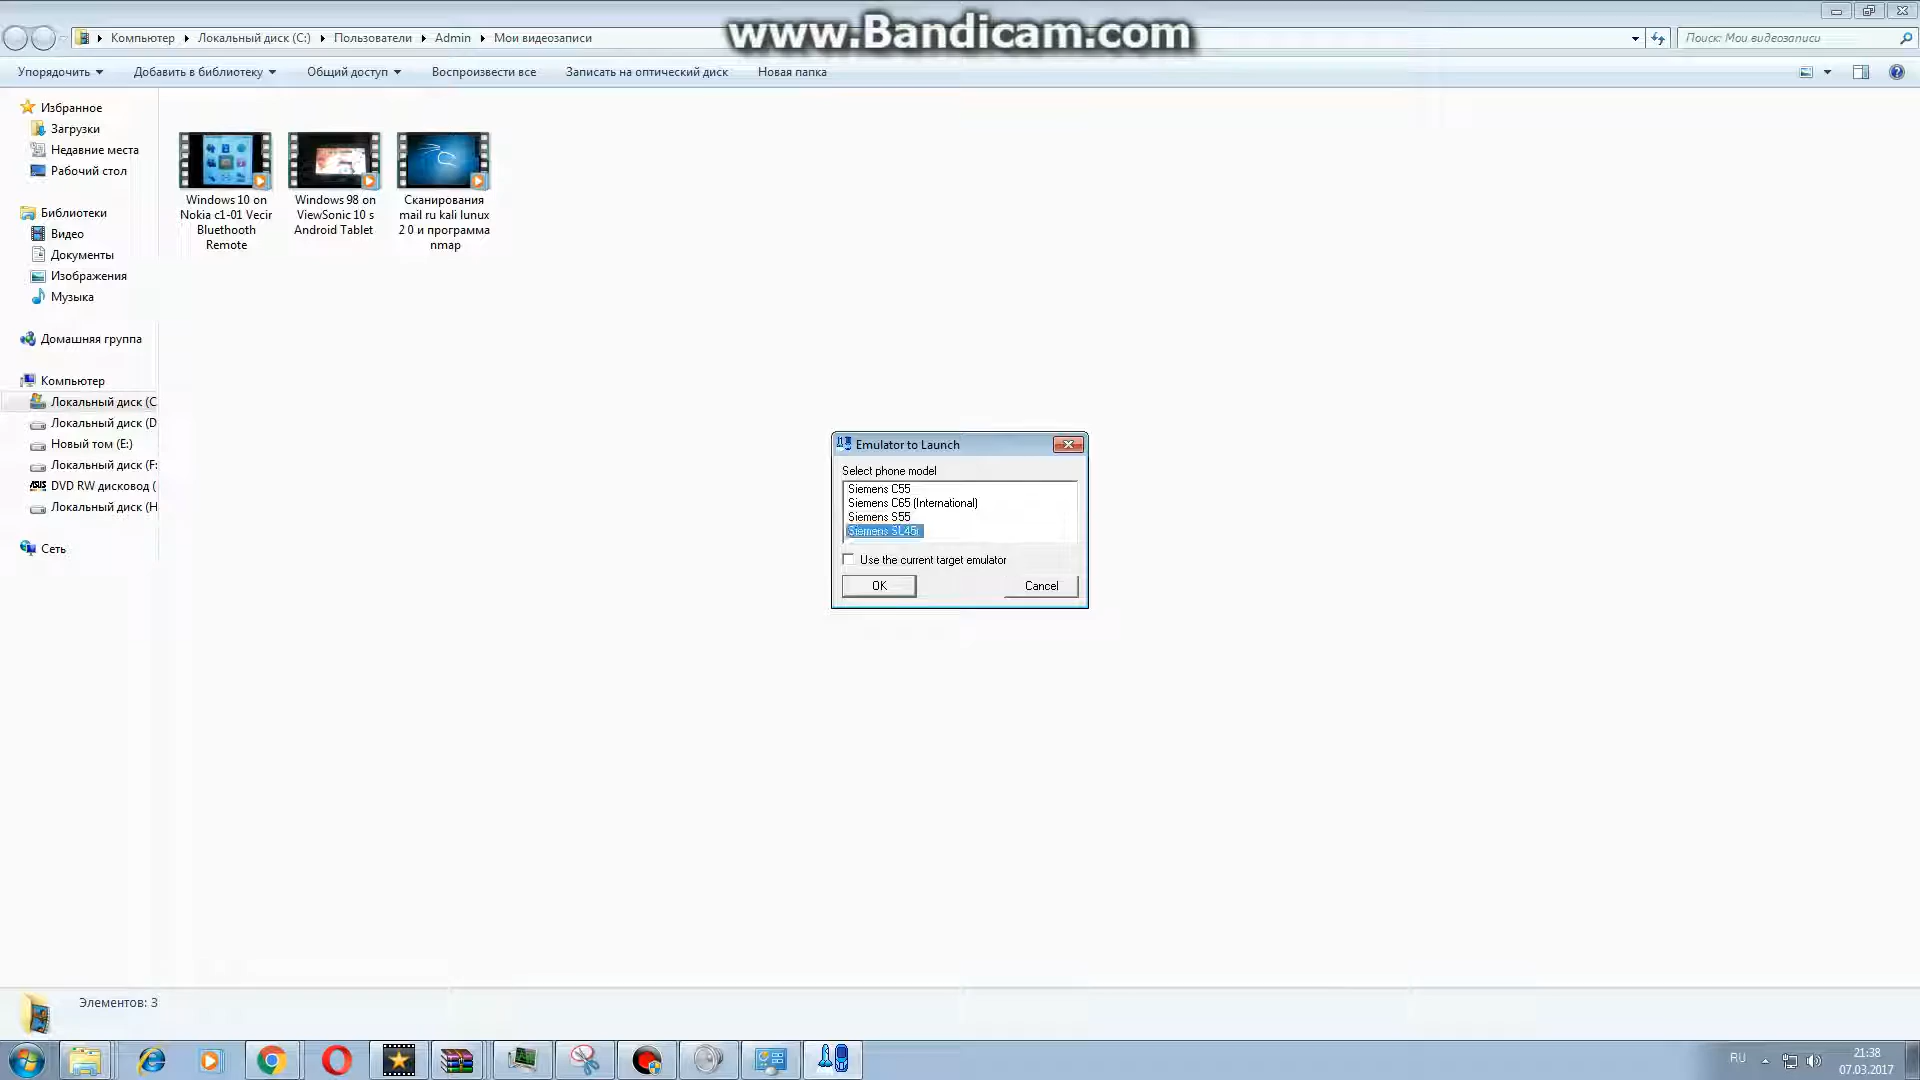 www.Bandicam.com
Компьютер
Локальный диск (C:)
Пользователи
Admin
Мои видеозаписи
Поиск: Мои видеозаписи
Упорядочить
Добавить в библиотеку
Общий доступ
Воспроизвести все
Записать на оптический диск
Новая папка
Избранное
Загрузки
Недавние места
Рабочий стол
Библиотеки
Видео
Документы
Изображения
Музыка
Домашняя группа
Компьютер
Локальный диск (C
Локальный диск (D
Новый том (E:)
Локальный диск (F:
ASUS DVD RW дисковод (
Локальный диск (H
Сеть
Windows 10 on
Nokia c1-01 Vecir
Bluethooth
Remote
Windows 98 on
ViewSonic 10 s
Android Tablet
Сканирования
mail ru kali lunux
2 0 и программа
nmap
Emulator to Launch
Select phone model
Siemens C55
Siemens C65 (International)
Siemens S55
Siemens SL45i
Use the current target emulator
OK
Cancel
Элементов: 3
RU
21:38
07.03.2017